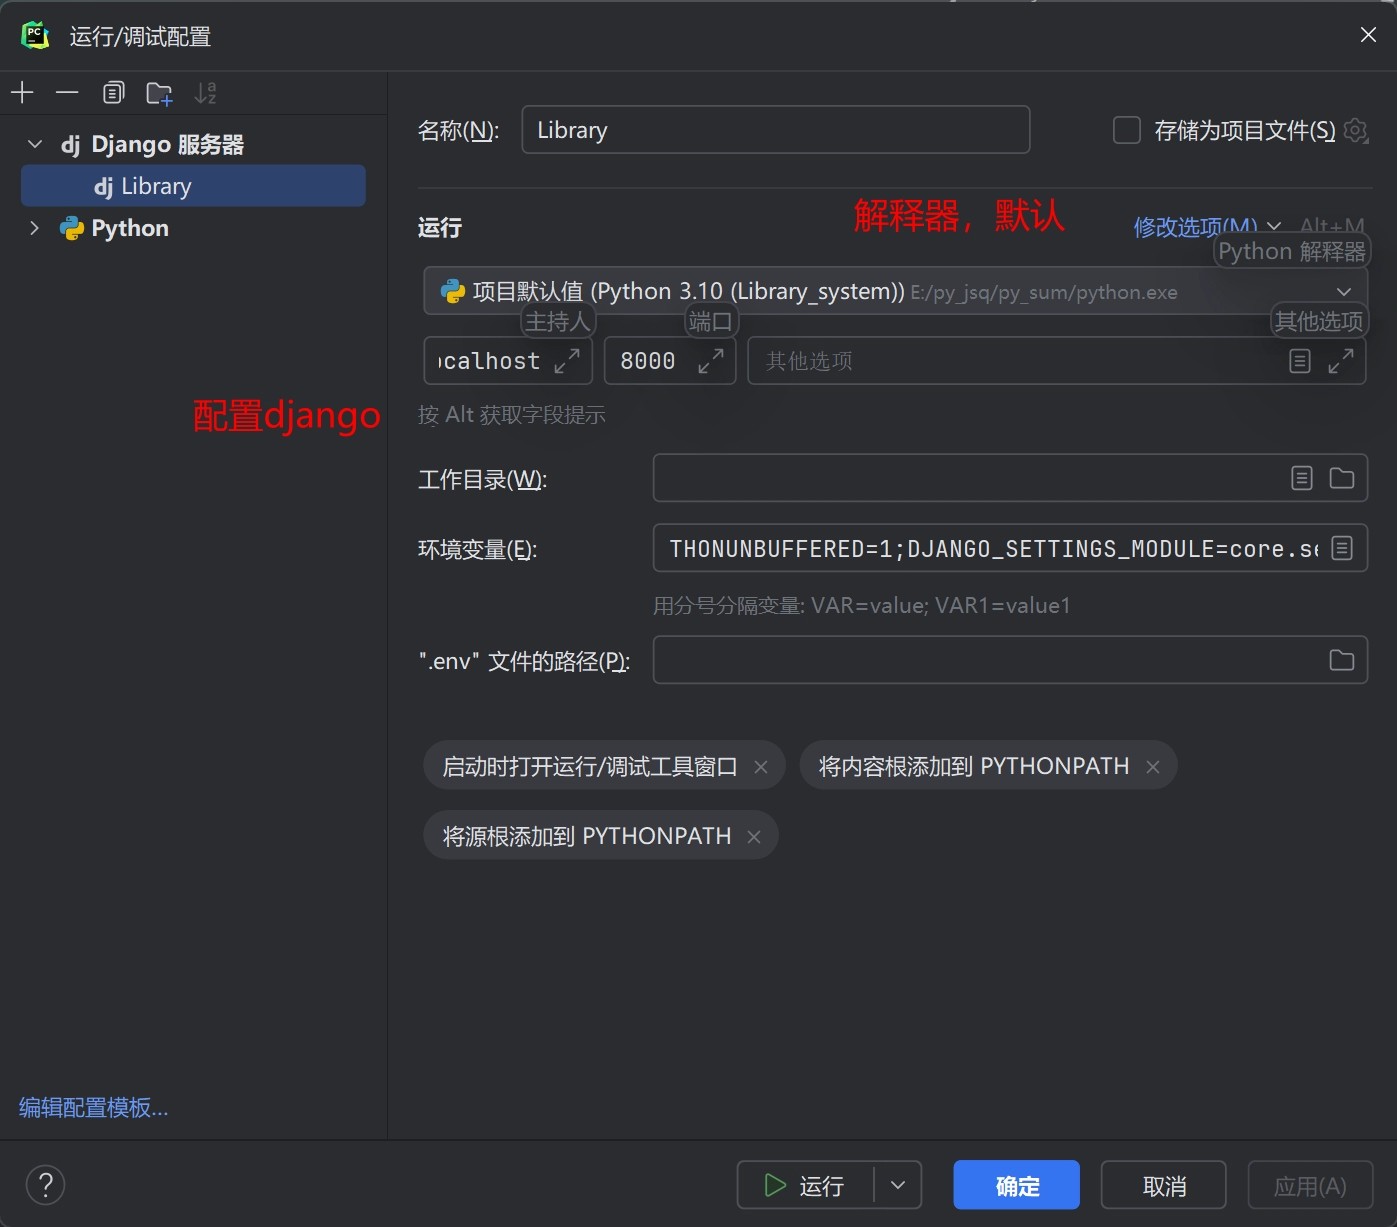 运行/调试配置
Django 服务器
Library
Python
名称(N):
Library
存储为项目文件(S)
运行
解释器，默认
修改选项(M)
Alt+M
Python 解释器
项目默认值 (Python 3.10 (Library_system)) E:/py_jsq/py_sum/python.exe
主持人
端口
其他选项
ocalhost
8000
其他选项
配置django
按 Alt 获取字段提示
工作目录(W):
环境变量(E):
THONUNBUFFERED=1;DJANGO_SETTINGS_MODULE=core.se
用分号分隔变量: VAR=value; VAR1=value1
".env" 文件的路径(P):
启动时打开运行/调试工具窗口
将内容根添加到 PYTHONPATH
将源根添加到 PYTHONPATH
编辑配置模板...
?
运行
确定
取消
应用(A)